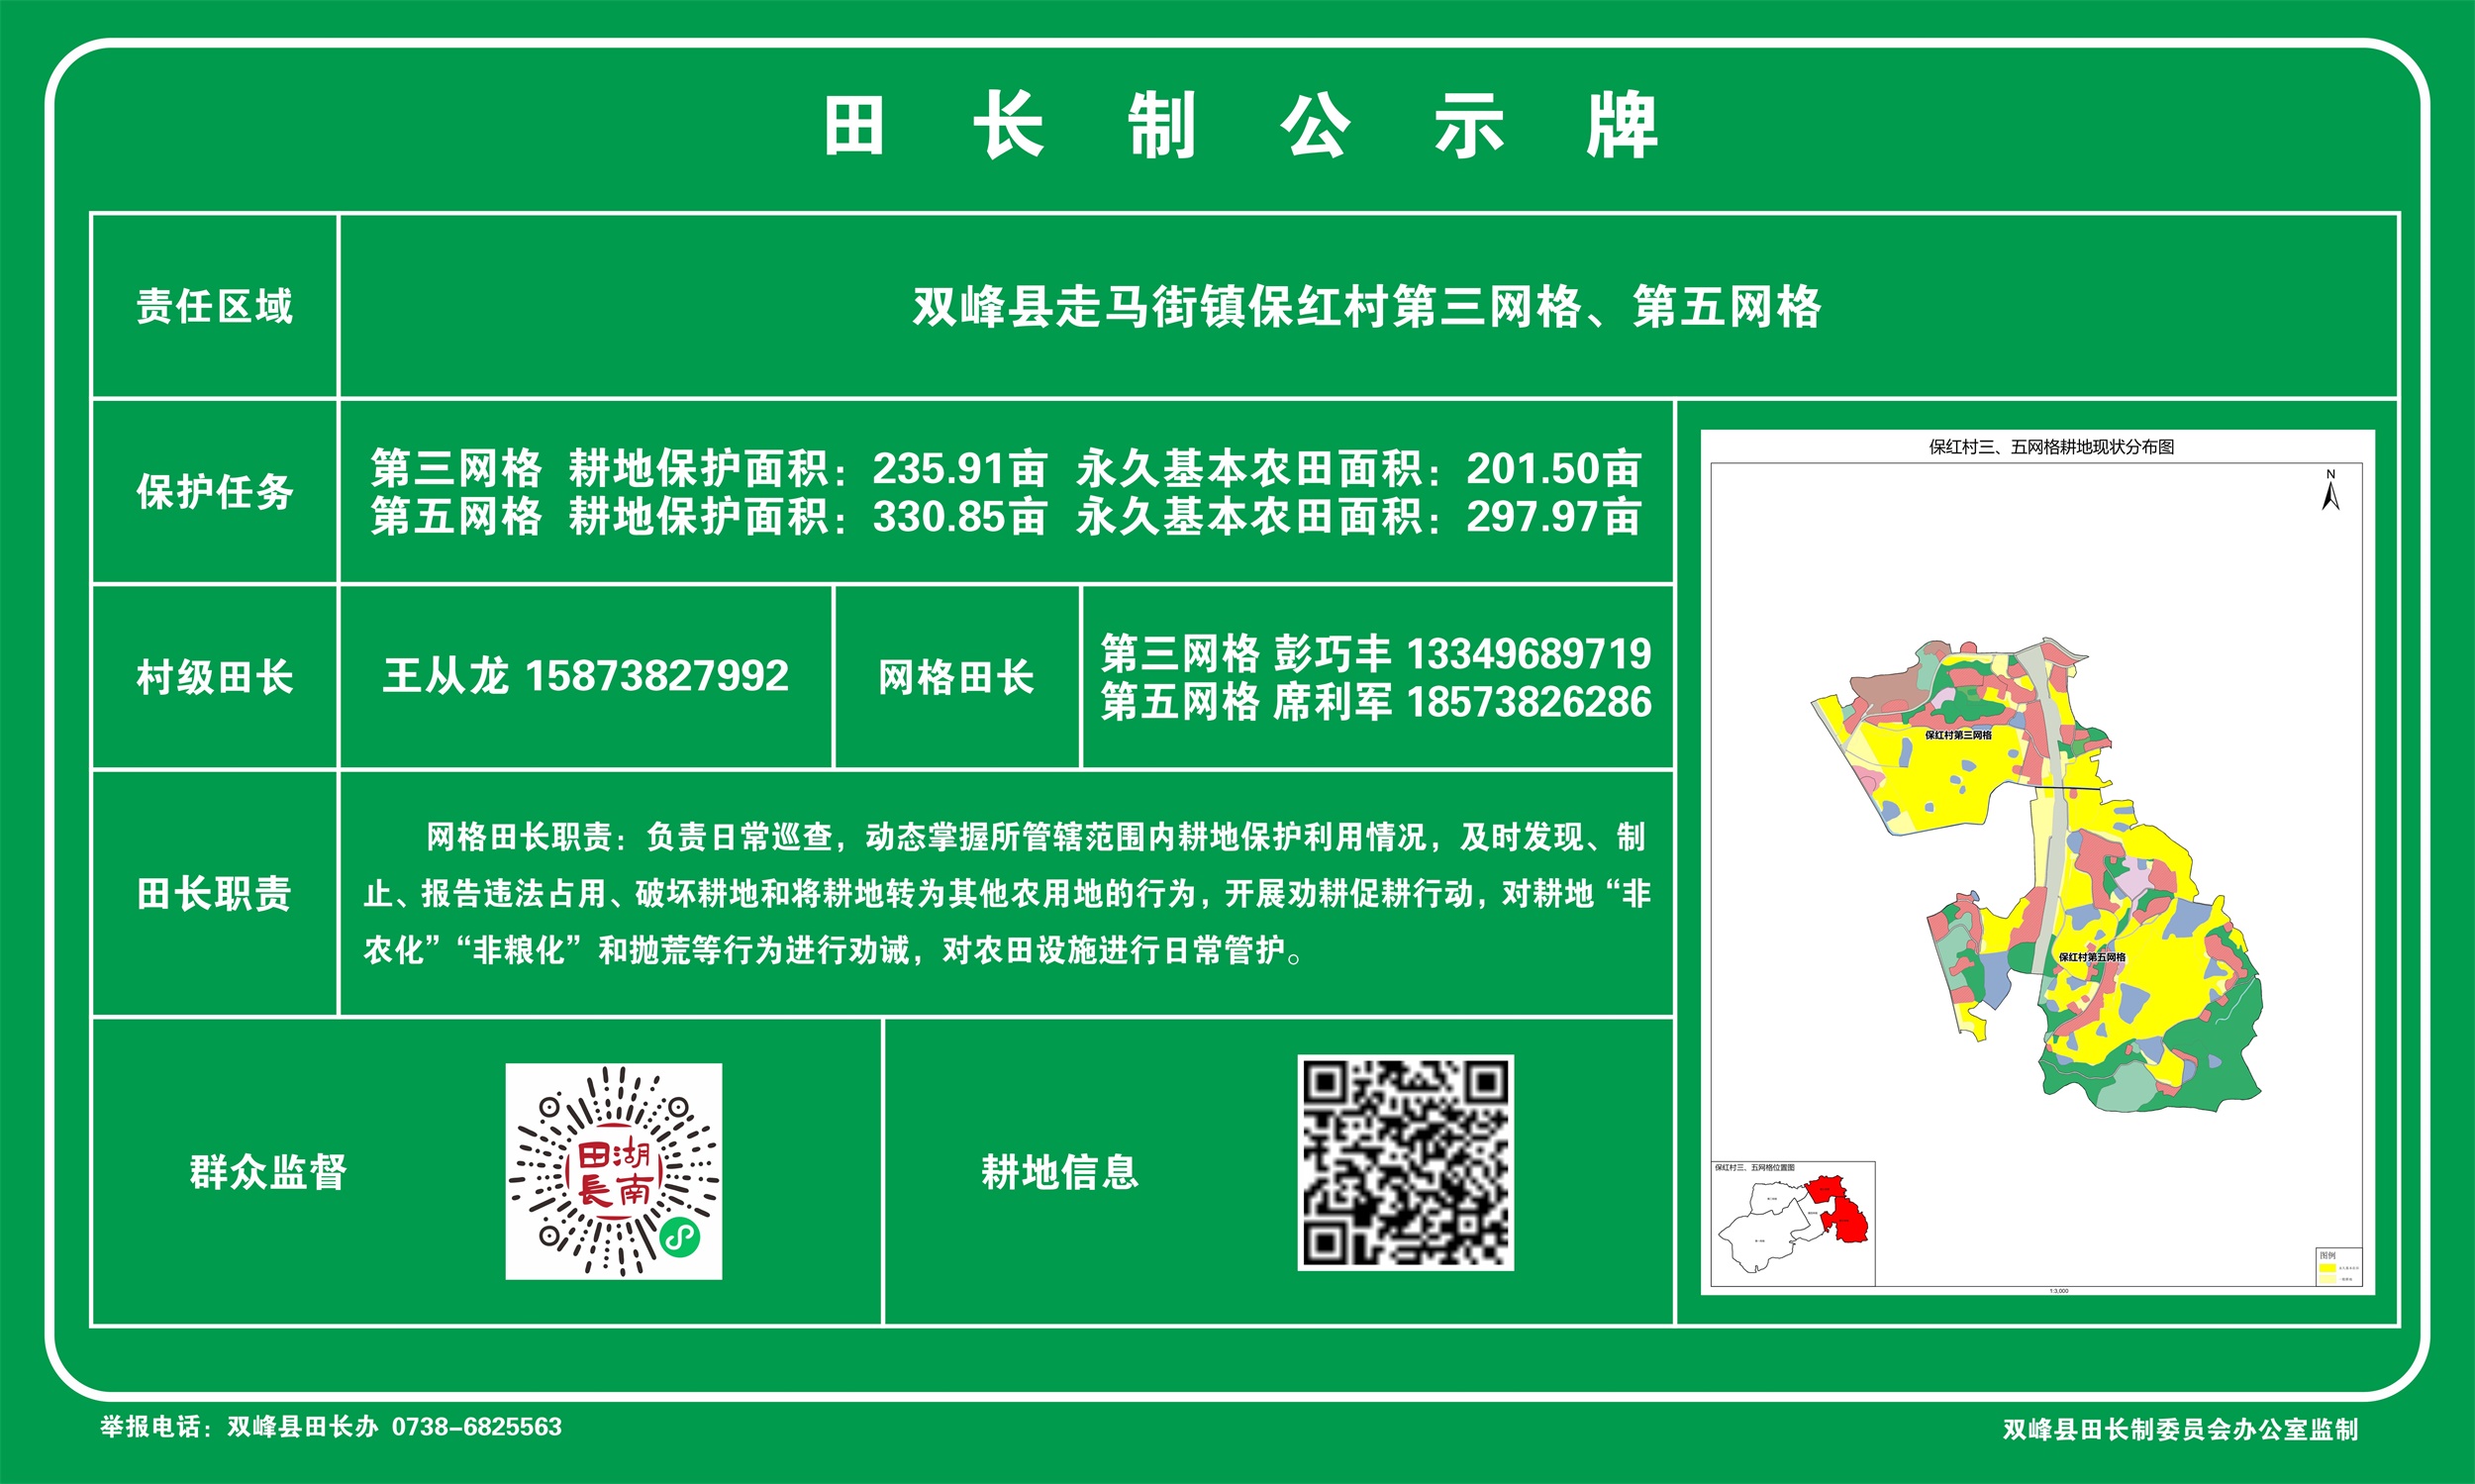 田长制公示牌
责任区域
双峰县走马街镇保红村第三网格、第五网格
保护任务
第三网格 耕地保护面积：235.91亩 永久基本农田面积：201.50亩
第五网格 耕地保护面积：330.85亩 永久基本农田面积：297.97亩
村级田长
王从龙 15873827992
网格田长
第三网格 彭巧丰 13349689719
第五网格 席利军 18573826286
田长职责
网格田长职责：负责日常巡查，动态掌握所管辖范围内耕地保护利用情况，及时发现、制
止、报告违法占用、破坏耕地和将耕地转为其他农用地的行为，开展劝耕促耕行动，对耕地“非
农化”“非粮化”和抛荒等行为进行劝诫，对农田设施进行日常管护。
群众监督
湖南
田長
耕地信息
保红村三、五网格耕地现状分布图
N
保红村第三网格
保红村第五网格
保红村三、五网格位置图
图例
1:3,000
举报电话：双峰县田长办 0738-6825563
双峰县田长制委员会办公室监制